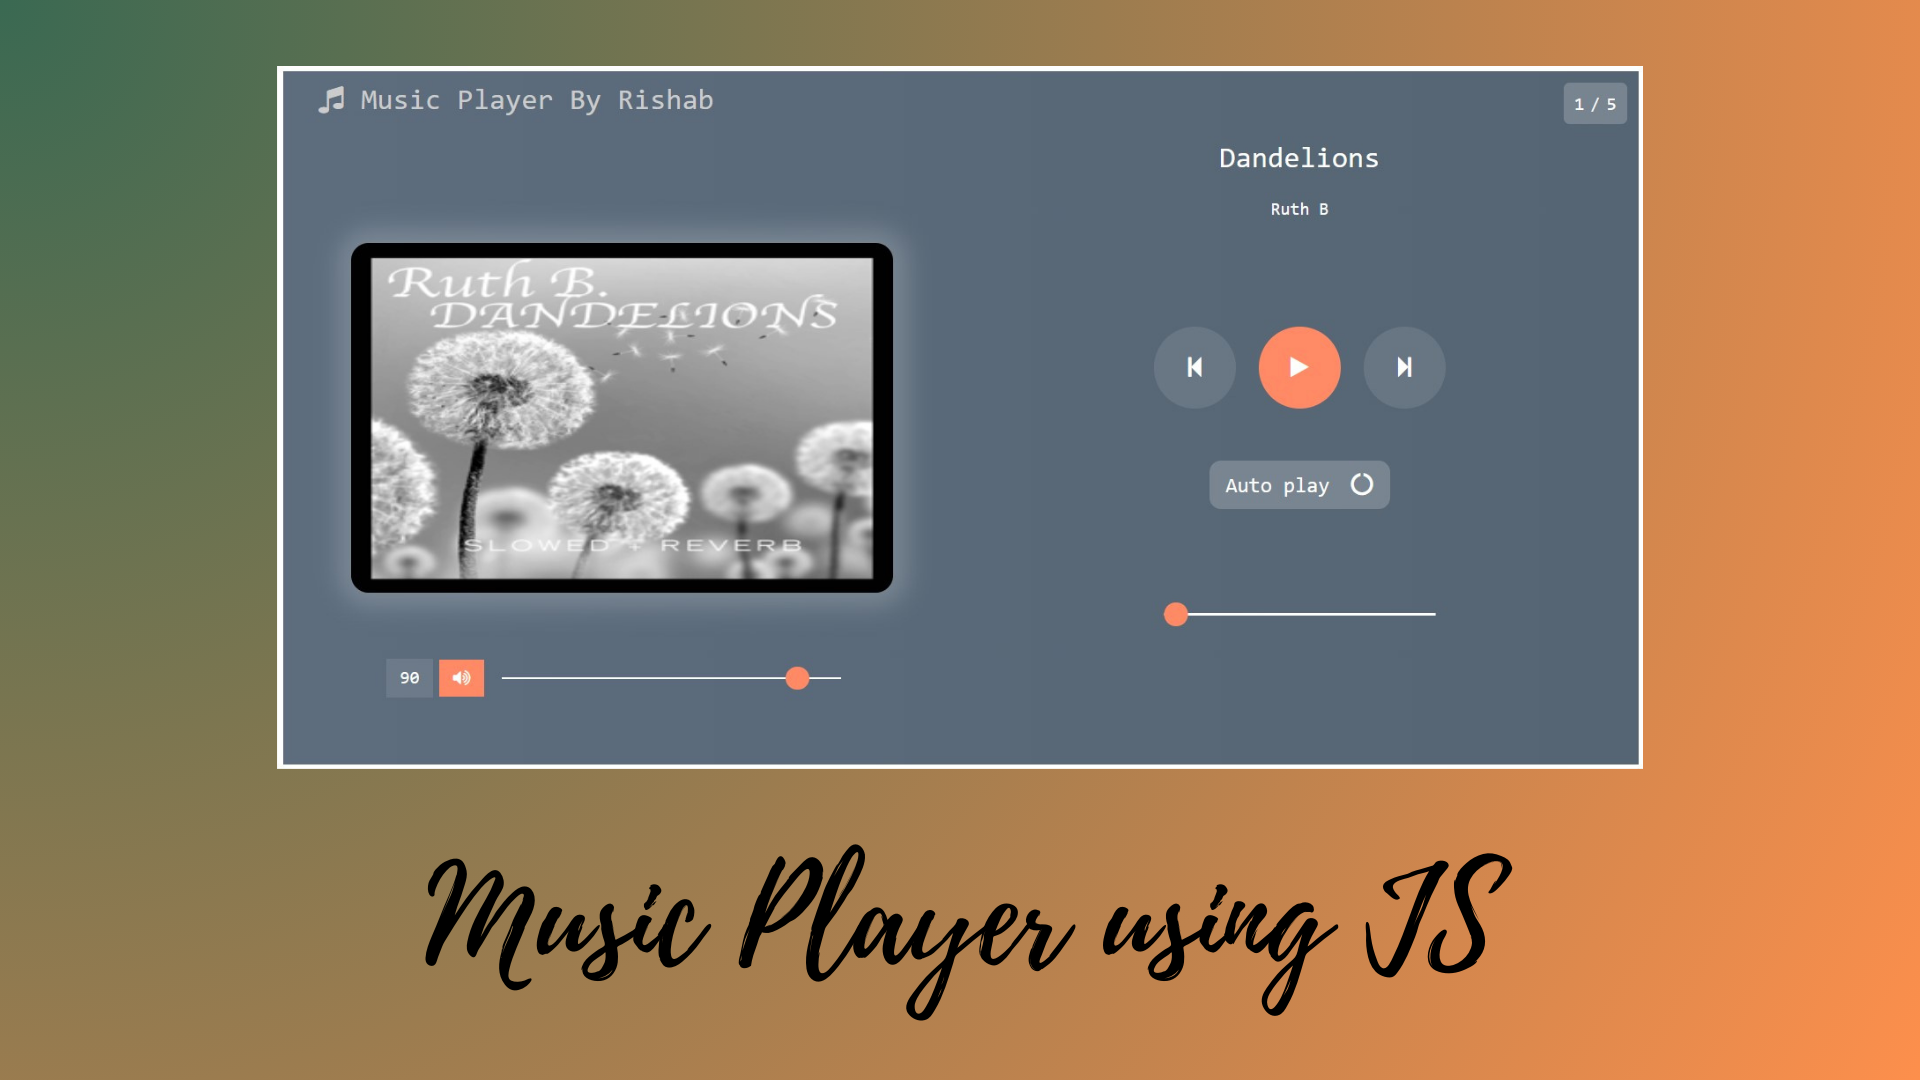 Music Player By Rishab
1 / 5
Dandelions
Ruth B
Ruth B.
DANDELIONS
SLOWED + REVERB
Auto play
90
Music Player using JS